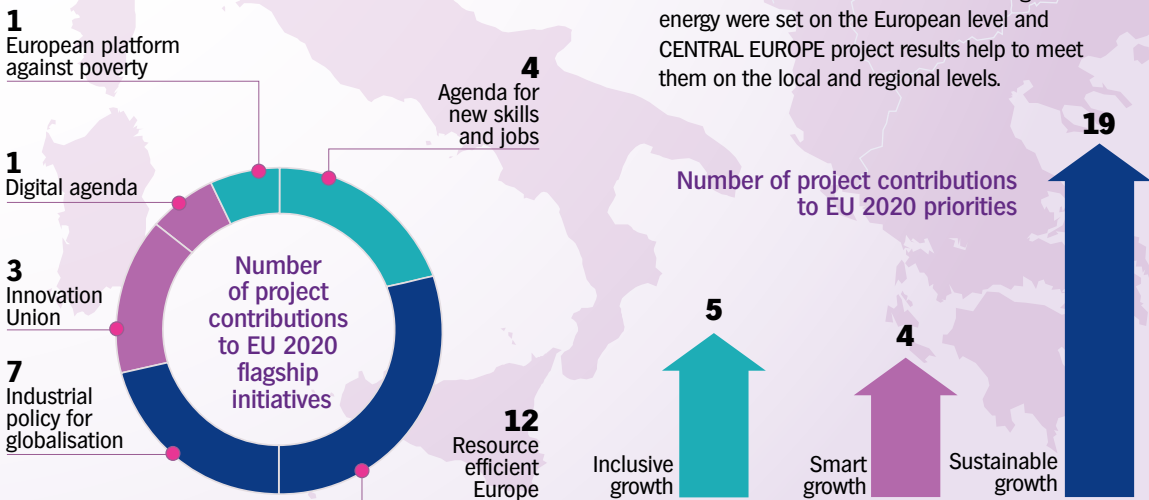 energy were set on the European level and
CENTRAL EUROPE project results help to meet
them on the local and regional levels.
1
European platform
against poverty
4
Agenda for
new skills
and jobs
1
Digital agenda
3
Innovation
Union
7
Industrial
policy for
globalisation
12
Resource
efficient
Europe
Number
of project
contributions
to EU 2020
flagship
initiatives
Number of project contributions
to EU 2020 priorities
5
Inclusive
growth
4
Smart
growth
19
Sustainable
growth